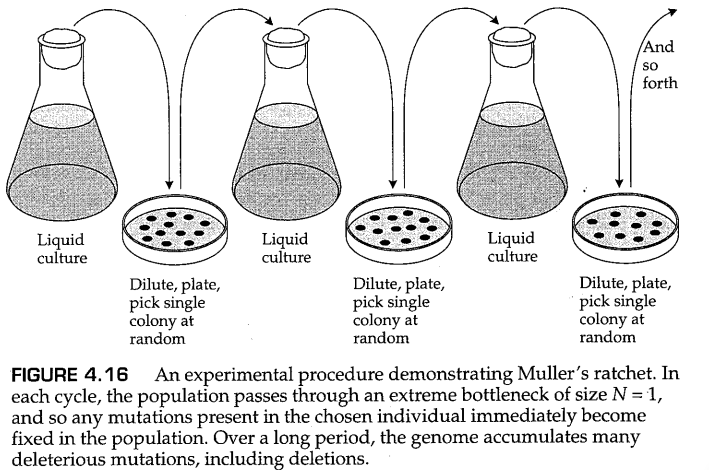 And
so
forth
Liquid
culture
Dilute, plate,
pick single
colony at
random
Liquid
culture
Dilute, plate,
pick single
colony at
random
Liquid
culture
Dilute, plate,
pick single
colony at
random
FIGURE 4.16 An experimental procedure demonstrating Muller's ratchet. In
each cycle, the population passes through an extreme bottleneck of size N = 1,
and so any mutations present in the chosen individual immediately become
fixed in the population. Over a long period, the genome accumulates many
deleterious mutations, including deletions.